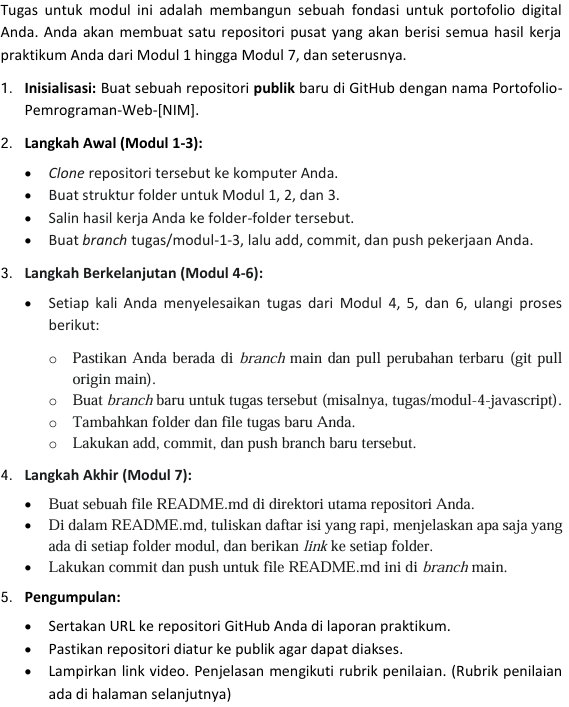 Tugas untuk modul ini adalah membangun sebuah fondasi untuk portofolio digital
Anda. Anda akan membuat satu repositori pusat yang akan berisi semua hasil kerja
praktikum Anda dari Modul 1 hingga Modul 7, dan seterusnya.
1. Inisialisasi: Buat sebuah repositori publik baru di GitHub dengan nama Portofolio-
Pemrograman-Web-[NIM].
2. Langkah Awal (Modul 1-3):
• Clone repositori tersebut ke komputer Anda.
• Buat struktur folder untuk Modul 1, 2, dan 3.
• Salin hasil kerja Anda ke folder-folder tersebut.
• Buat branch tugas/modul-1-3, lalu add, commit, dan push pekerjaan Anda.
3. Langkah Berkelanjutan (Modul 4-6):
• Setiap kali Anda menyelesaikan tugas dari Modul 4, 5, dan 6, ulangi proses
berikut:
o Pastikan Anda berada di branch main dan pull perubahan terbaru (git pull
origin main).
o Buat branch baru untuk tugas tersebut (misalnya, tugas/modul-4-javascript).
o Tambahkan folder dan file tugas baru Anda.
o Lakukan add, commit, dan push branch baru tersebut.
4. Langkah Akhir (Modul 7):
• Buat sebuah file README.md di direktori utama repositori Anda.
• Di dalam README.md, tuliskan daftar isi yang rapi, menjelaskan apa saja yang
ada di setiap folder modul, dan berikan link ke setiap folder.
• Lakukan commit dan push untuk file README.md ini di branch main.
5. Pengumpulan:
• Sertakan URL ke repositori GitHub Anda di laporan praktikum.
• Pastikan repositori diatur ke publik agar dapat diakses.
• Lampirkan link video. Penjelasan mengikuti rubrik penilaian. (Rubrik penilaian
ada di halaman selanjutnya)